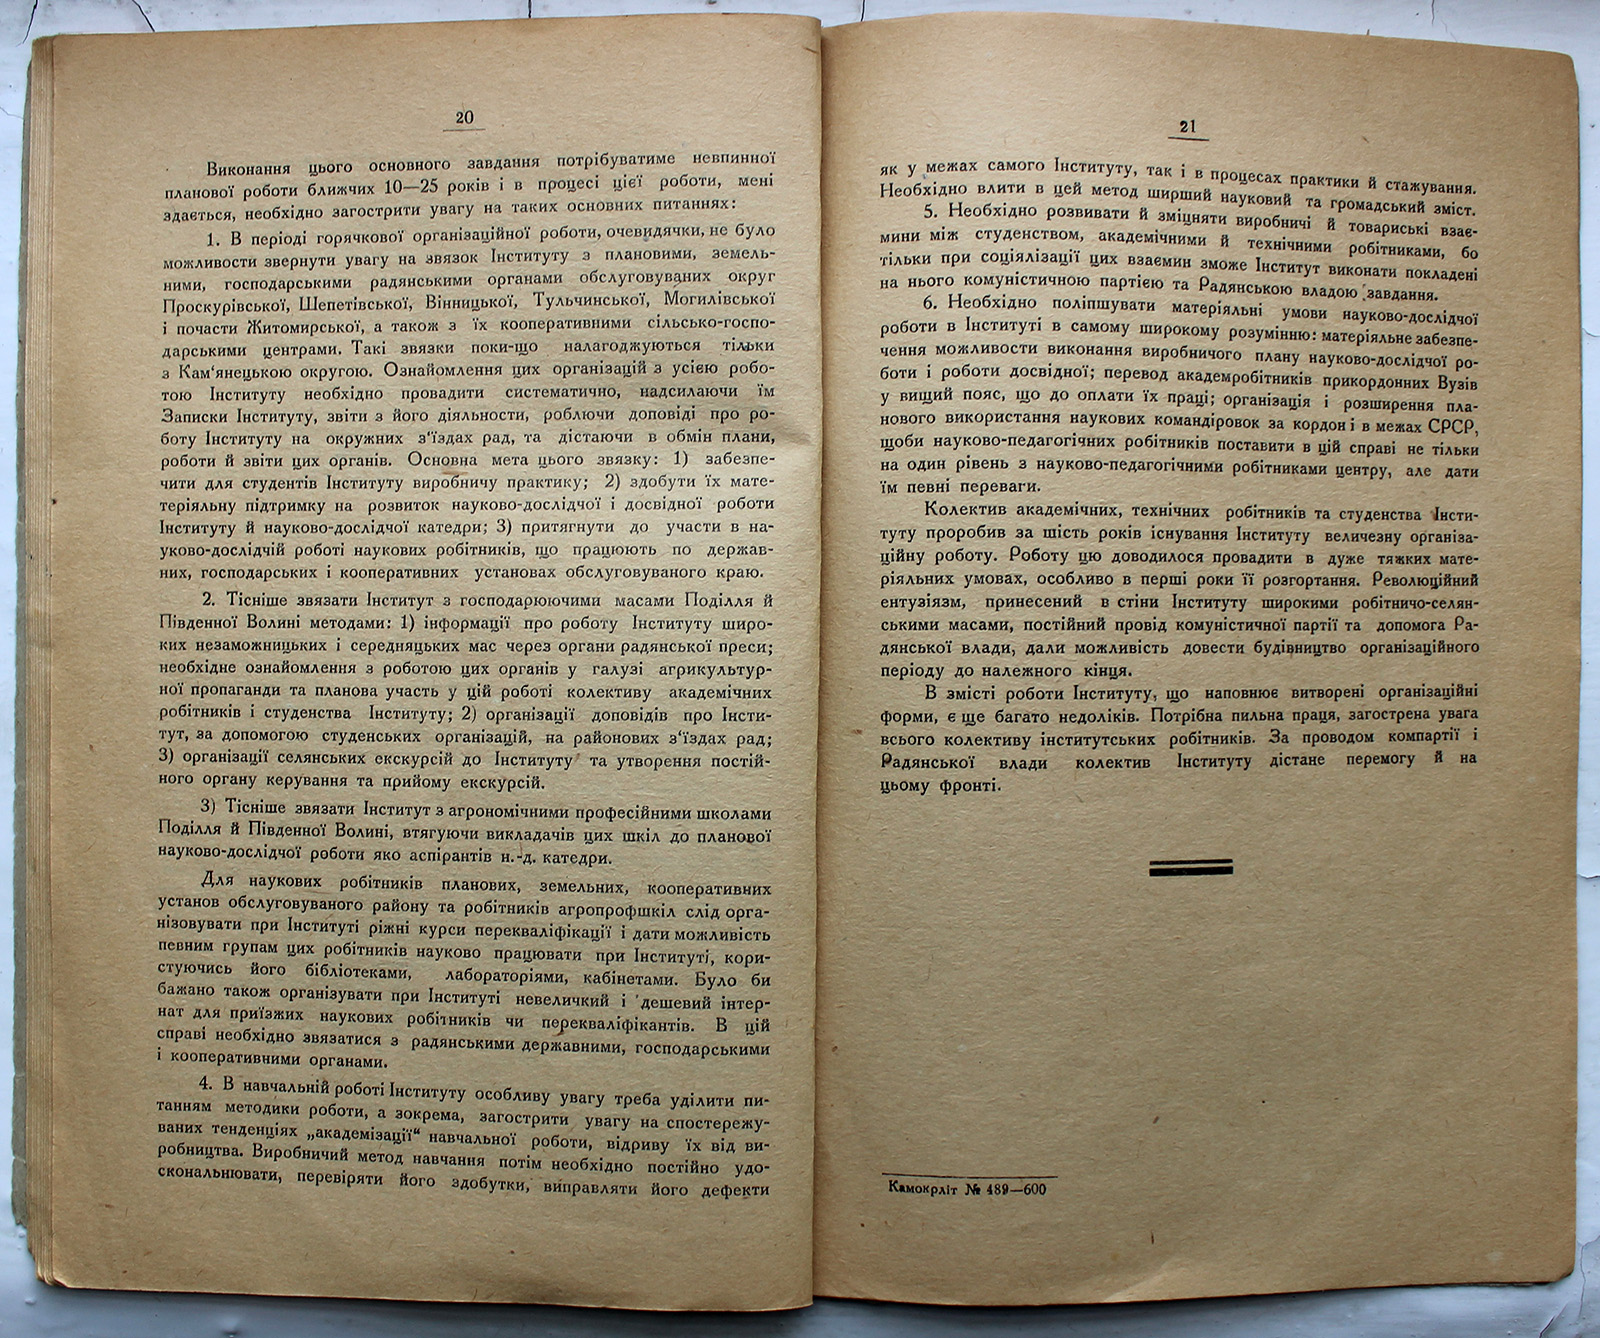 20
Виконання цього основного завдання потрібуватиме невпинної
планової роботи ближчих 10—25 років і в процесі цієї роботи, мені
здається, необхідно загострити увагу на таких основних питаннях:
1. В періоді горячкової організаційної роботи, очевидячки, не було
можливости звернути увагу на звязок Інституту з плановими, земель-
ними, господарськими радянськими органами обслуговуваних округ
Проскурівської, Шепетівської, Вінницької, Тульчинської, Могилівської
і почасти Житомирської, а також з їх кооперативними сільсько-госпо-
дарськими центрами. Такі звязки поки-що налагоджуються тільки
з Кам‘янецькою округою. Ознайомлення цих організацій з усією робо-
тою Інституту необхідно провадити систематично, надсилаючи їм
Записки Інституту, звіти з його діяльности, роблючи доповіді про ро-
боту Інституту на окружних з‘їздах рад, та дістаючи в обмін плани,
роботи й звіти цих органів. Основна мета цього звязку: 1) забезпе-
чити для студентів Інституту виробничу практику; 2) здобути їх мате-
теріяльну підтримку на розвиток науково-дослідчої і досвідної роботи
Інституту й науково-дослідчої катедри; 3) притягнути до участи в на-
уково-дослідчій роботі наукових робітників, що працюють по держав-
них, господарських і кооперативних установах обслуговуваного краю.
2. Тісніше звязати Інститут з господарюючими масами Поділля й
Південної Волині методами: 1) інформації про роботу Інституту широ-
ких незаможницьких і середняцьких мас через органи радянської преси;
необхідне ознайомлення з роботою цих органів у галузі агрикультур-
ної пропаганди та планова участь у цій роботі колективу академічних
робітників і студенства Інституту; 2) організації доповідів про Інсти-
тут, за допомогою студенських організацій, на районових з‘їздах рад;
3) організації селянських екскурсій до Інституту та утворення постій-
ного органу керування та прийому екскурсій.
3) Тісніше звязати Інститут з агрономічними професійними школами
Поділля й Південної Волині, втягуючи викладачів цих шкіл до планової
науково-дослідчої роботи яко аспірантів н.-д. катедри.
Для наукових робітників планових, земельних, кооперативних
установ обслуговуваного району та робітників агропрофшкіл слід орга-
нізовувати при Інституті ріжні курси перекваліфікації і дати можливість
певним групам цих робітників науково працювати при Інституті, кори-
стуючись його бібліотеками, лабораторіями, кабінетами. Було би
бажано також організувати при Інституті невеличкий і дешевий інтер-
нат для приїзжих наукових робітників чи перекваліфікантів. В цій
справі необхідно звязатися з радянськими державними, господарськими
і кооперативними органами.
4. В навчальній роботі Інституту особливу увагу треба уділити пи-
танням методики роботи, а зокрема, загострити увагу на спостережу-
ваних тенденціях „академізації“ навчальної роботи, відриву їх від ви-
робництва. Виробничий метод навчання потім необхідно постійно удо-
скональнювати, перевіряти його здобутки, виправляти його дефекти
21
як у межах самого Інституту, так і в процесах практики й стажування.
Необхідно влити в цей метод ширший науковий та громадський зміст.
5. Необхідно розвивати й зміцняти виробничі й товариські взає-
мини між студенством, академічними й технічними робітниками, бо
тільки при соціялізації цих взаємин зможе Інститут виконати покладені
на нього комуністичною партією та Радянською владою завдання.
6. Необхідно поліпшувати матеріяльні умови науково-дослідчої
роботи в Інституті в самому широкому розумінню: матеріяльне забезпе-
чення можливости виконання виробничого плану науково-дослідчої ро-
боти і роботи досвідної; перевод академробітників прикордонних Вузів
у вищий пояс, що до оплати їх праці; організація і розширення пла-
нового використання наукових командіровок за кордон і в межах СРСР,
щоби науково-педагогічних робітників поставити в цій справі не тільки
на один рівень з науково-педагогічними робітниками центру, але дати
їм певні переваги.
Колектив академічних, технічних робітників та студенства Інсти-
туту проробив за шість років існування Інституту величезну організа-
ційну роботу. Роботу цю доводилося провадити в дуже тяжких мате-
ріяльних умовах, особливо в перші роки її розгортання. Революційний
ентузіязм, принесений в стіни Інституту широкими робітничо-селян-
ськими масами, постійний провід комуністичної партії та допомога Ра-
дянської влади, дали можливість довести будівництво організаційного
періоду до належного кінця.
В змісті роботи Інституту, що наповнює витворені організаційні
форми, є ще багато недоліків. Потрібна пильна праця, загострена увага
всього колективу інститутських робітників. За проводом компартії і
Радянської влади колектив Інституту дістане перемогу й на
цьому фронті.
Камокрліт № 489—600